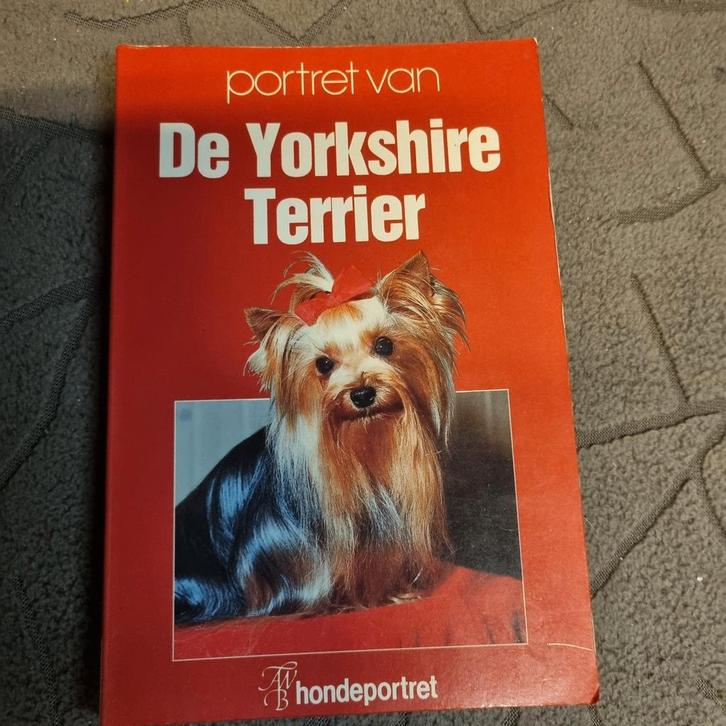 portret van
De Yorkshire
Terrier
AWB hondeportret